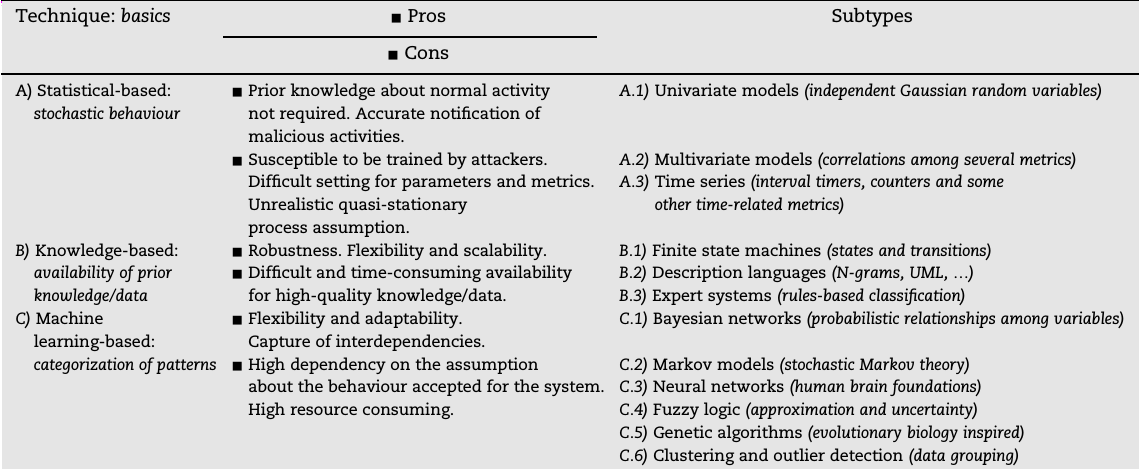 Technique: basics ■ Pros Subtypes
■ Cons
A) Statistical-based: ■ Prior knowledge about normal activity A.1) Univariate models (independent Gaussian random variables)
stochastic behaviour not required. Accurate notification of
malicious activities.
■ Susceptible to be trained by attackers. A.2) Multivariate models (correlations among several metrics)
Difficult setting for parameters and metrics. A.3) Time series (interval timers, counters and some
Unrealistic quasi-stationary other time-related metrics)
process assumption.
B) Knowledge-based: ■ Robustness. Flexibility and scalability. B.1) Finite state machines (states and transitions)
availability of prior ■ Difficult and time-consuming availability B.2) Description languages (N-grams, UML, …)
knowledge/data for high-quality knowledge/data. B.3) Expert systems (rules-based classification)
C) Machine ■ Flexibility and adaptability. C.1) Bayesian networks (probabilistic relationships among variables)
learning-based: Capture of interdependencies.
categorization of patterns ■ High dependency on the assumption C.2) Markov models (stochastic Markov theory)
about the behaviour accepted for the system. C.3) Neural networks (human brain foundations)
High resource consuming. C.4) Fuzzy logic (approximation and uncertainty)
C.5) Genetic algorithms (evolutionary biology inspired)
C.6) Clustering and outlier detection (data grouping)